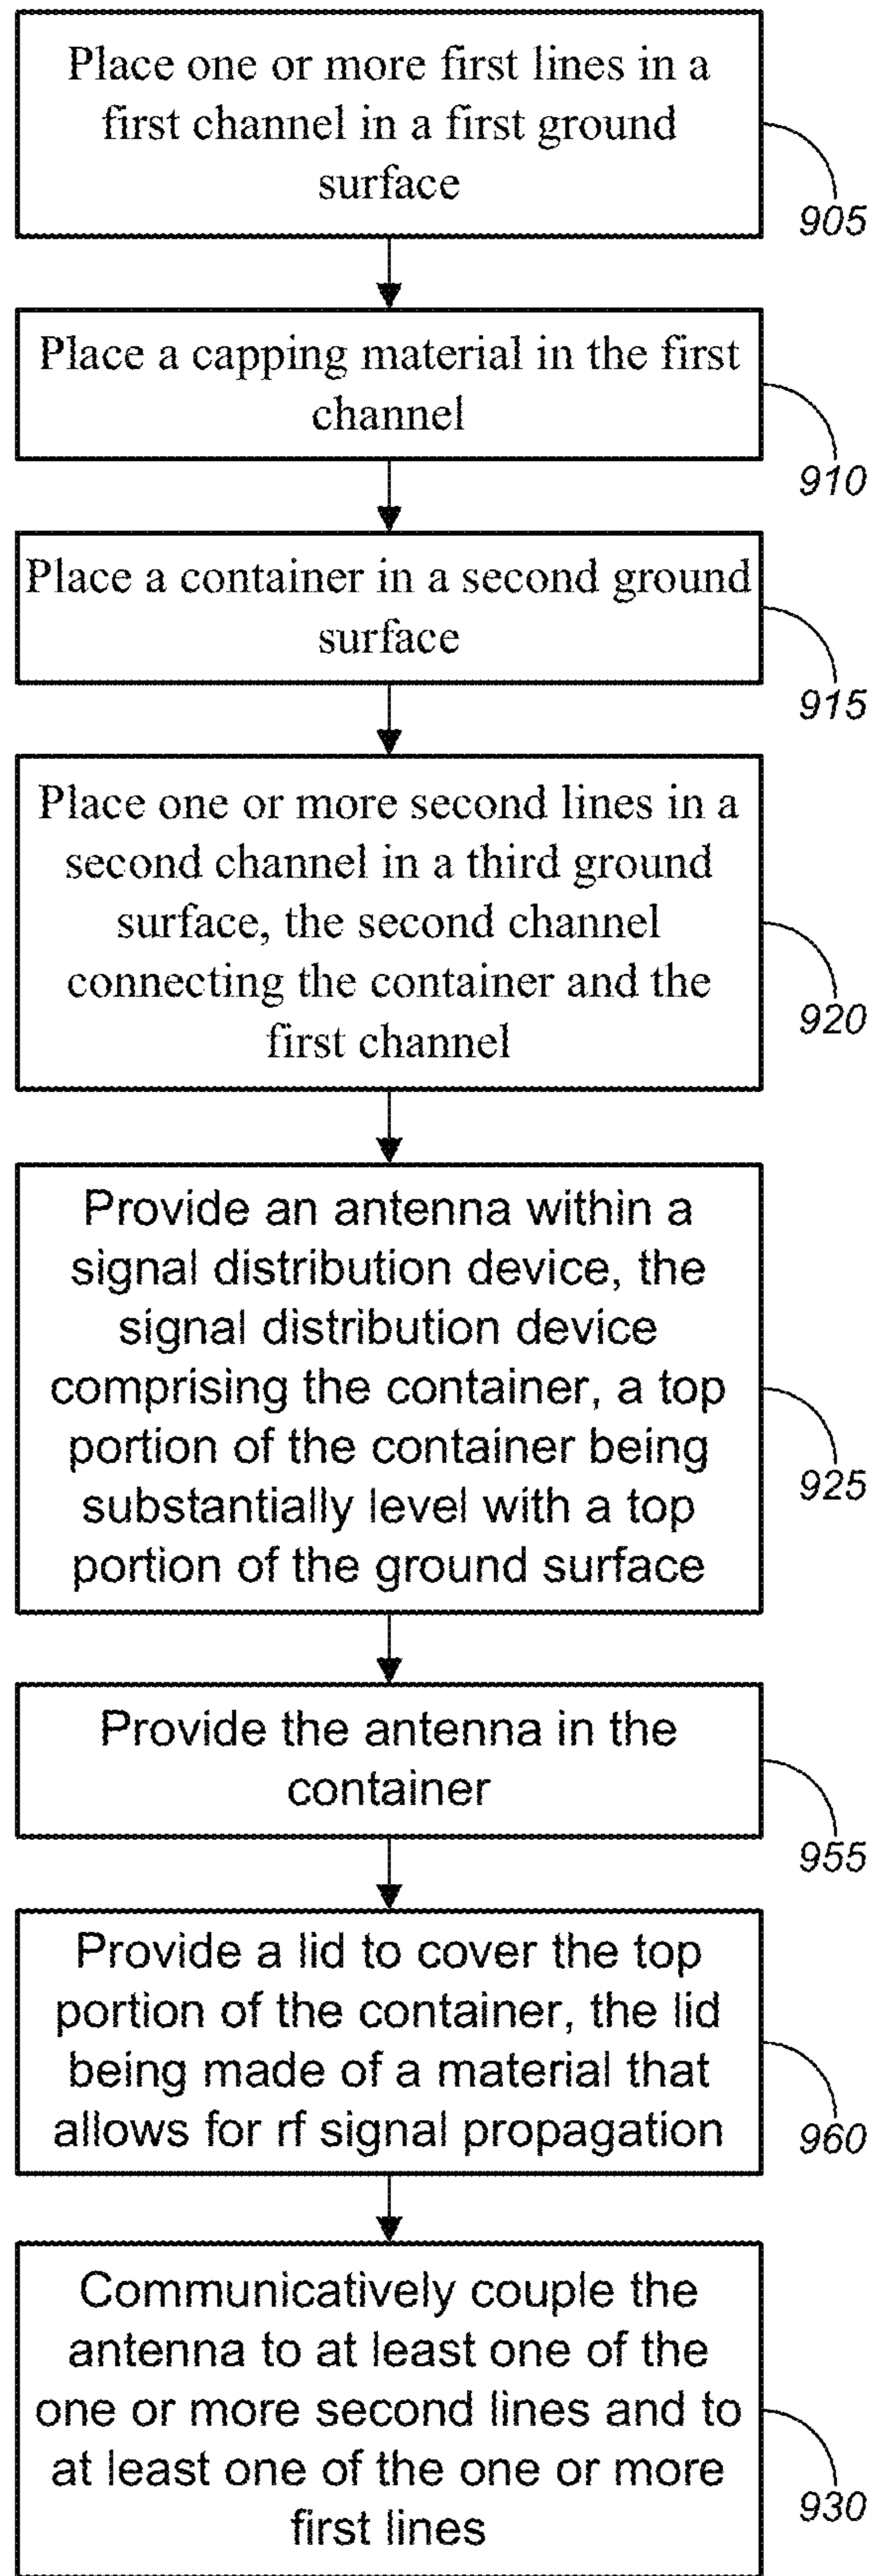 Place one or more first lines in a
first channel in a first ground
surface
905
Place a capping material in the first
channel
910
Place a container in a second ground
surface
915
Place one or more second lines in a
second channel in a third ground
surface, the second channel
connecting the container and the
first channel
920
Provide an antenna within a
signal distribution device, the
signal distribution device
comprising the container, a top
portion of the container being
substantially level with a top
portion of the ground surface
925
Provide the antenna in the
container
955
Provide a lid to cover the top
portion of the container, the lid
being made of a material that
allows for rf signal propagation
960
Communicatively couple the
antenna to at least one of the
one or more second lines and to
at least one of the one or more
first lines
930